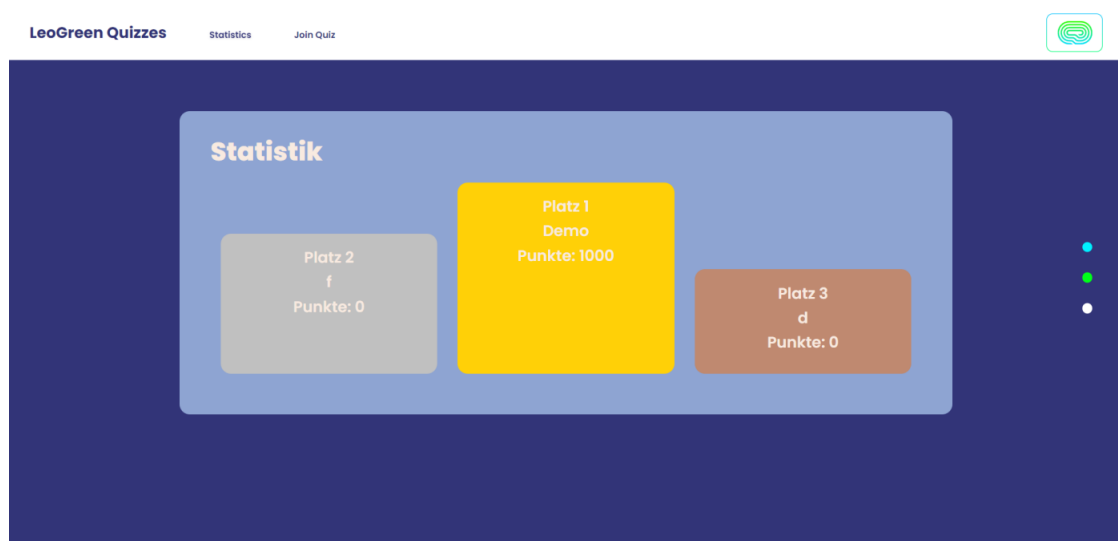 LeoGreen Quizzes
Statistics
Join Quiz
Statistik
Platz 2
f
Punkte: 0
Platz 1
Demo
Punkte: 1000
Platz 3
d
Punkte: 0